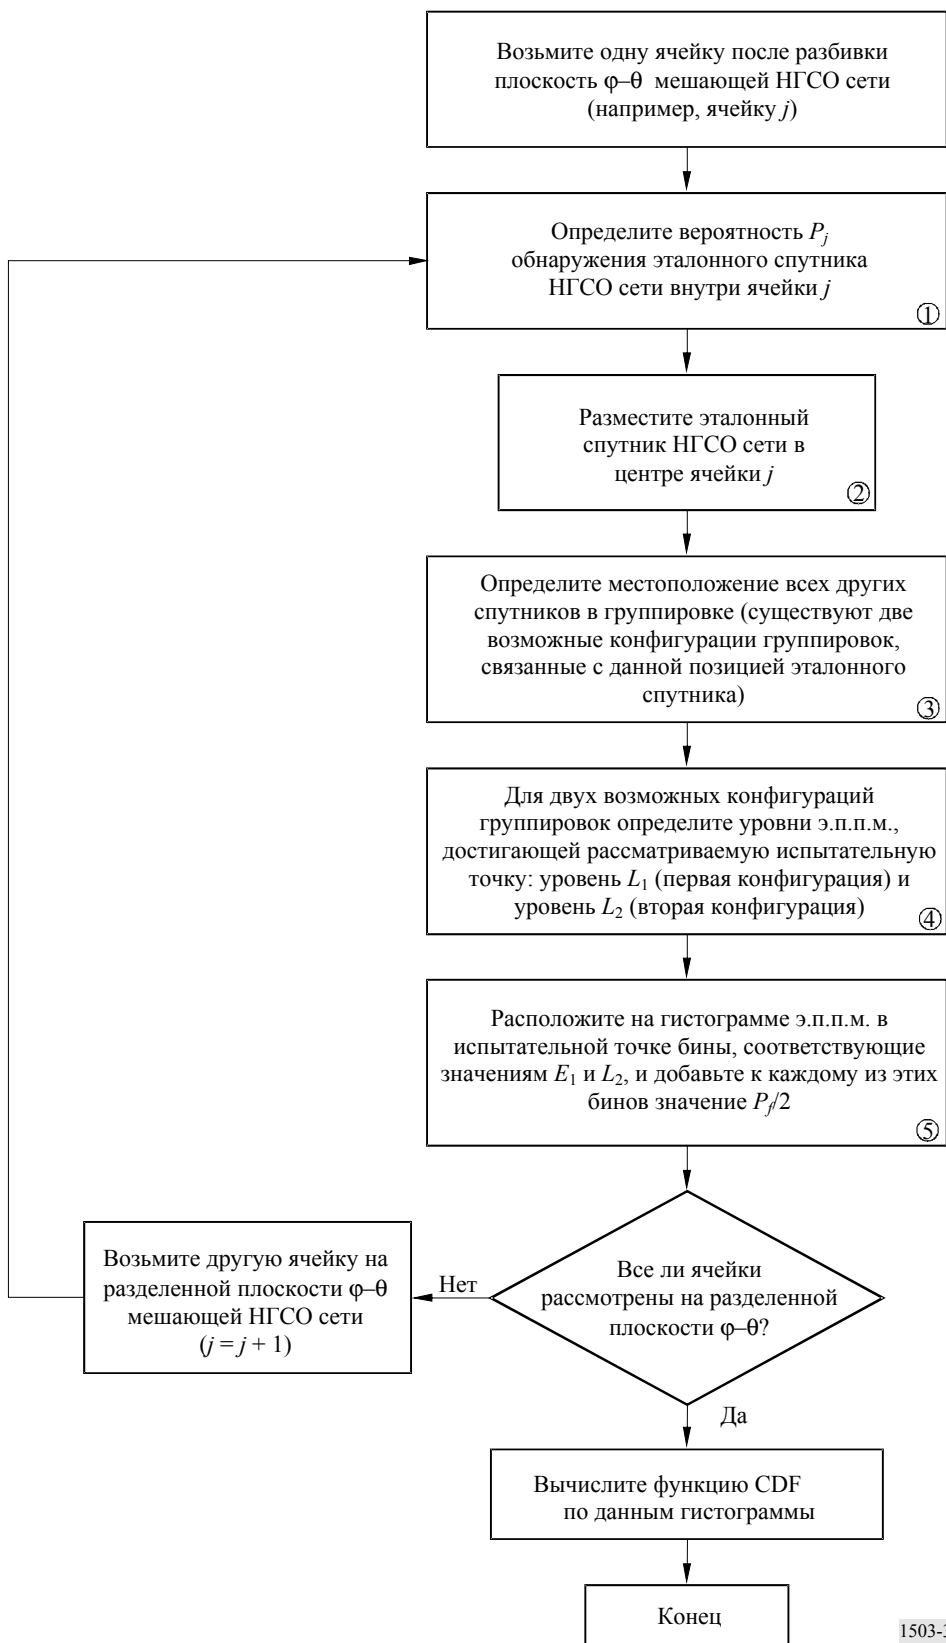 Возьмите одну ячейку после разбивки
плоскость φ–θ мешающей НГСО сети
(например, ячейку j)
Определите вероятность Pj
обнаружения эталонного спутника
НГСО сети внутри ячейки j
①
Разместите эталонный
спутник НГСО сети в
центре ячейки j
②
Определите местоположение всех других
спутников в группировке (существуют две
возможные конфигурации группировок,
связанные с данной позицией эталонного
спутника)
③
Для двух возможных конфигураций
группировок определите уровни э.п.п.м.,
достигающей рассматриваемую испытательную
точку: уровень L1 (первая конфигурация) и
уровень L2 (вторая конфигурация)
④
Расположите на гистограмме э.п.п.м. в
испытательной точке бины, соответствующие
значениям E1 и L2, и добавьте к каждому из этих
бинов значение Pf/2
⑤
Все ли ячейки
рассмотрены на разделенной
плоскости φ–θ?
Нет
Возьмите другую ячейку на
разделенной плоскости φ–θ
мешающей НГСО сети
(j = j + 1)
Да
Вычислите функцию CDF
по данным гистограммы
Конец